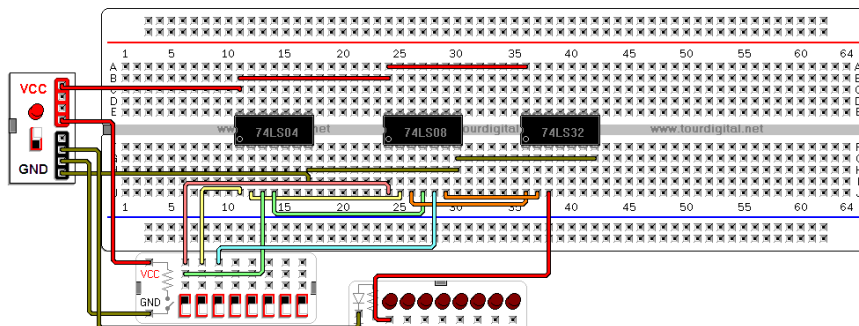 1 5 10 15 20 25 30 35 40 45 50 55 60 64
A A
B B
C C
D D
E E
VCC
GND
74LS04 74LS08 74LS32
tourdigital.net www.tourdigital.net
F
G G
H H
I
J J
1 5 10 15 20 25 30 35 40 45 50 55 60 64
VCC
GND